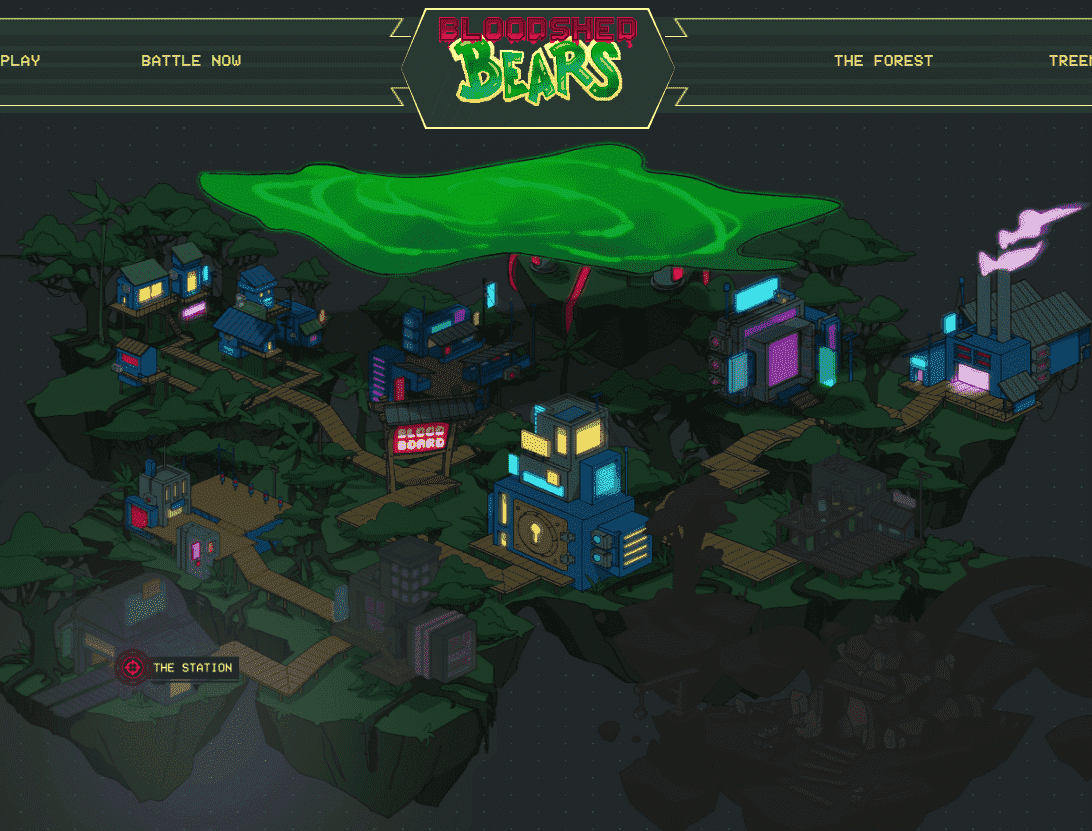 PLAY
BATTLE NOW
BLOODSHED
BEARS
THE FOREST
BLOOD
BOARD
THE STATION